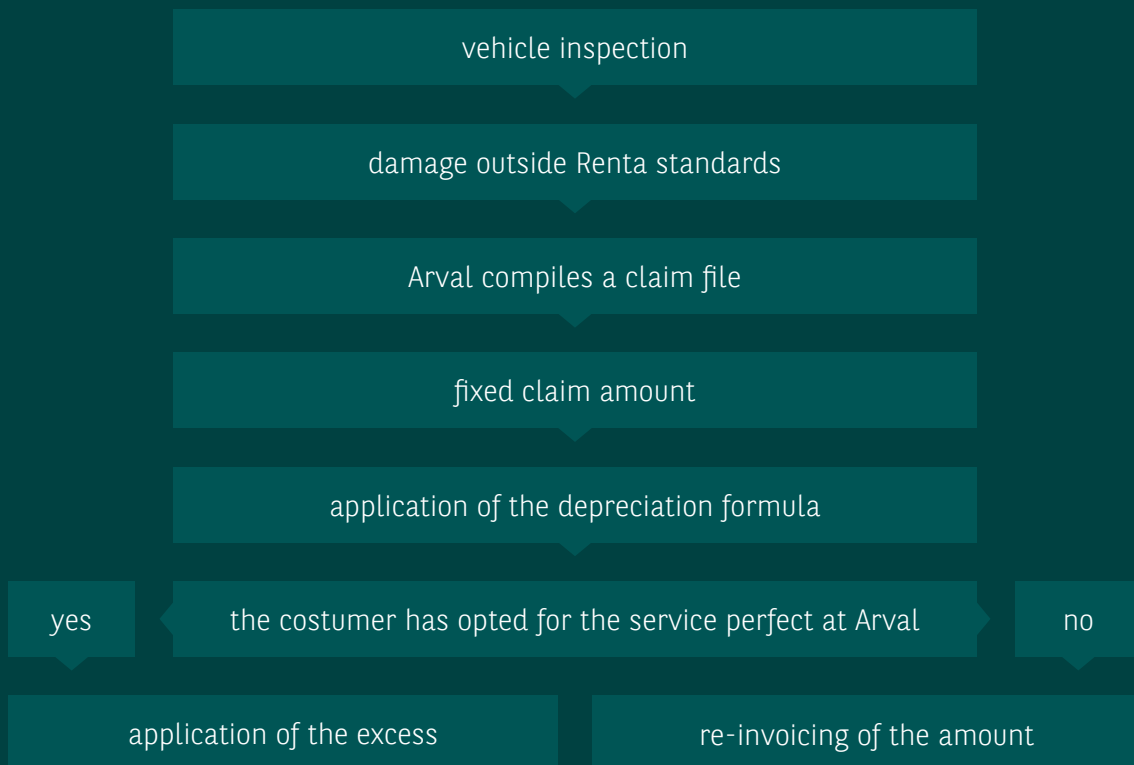 vehicle inspection
damage outside Renta standards
Arval compiles a claim file
fixed claim amount
application of the depreciation formula
yes
the costumer has opted for the service perfect at Arval
no
application of the excess
re-invoicing of the amount